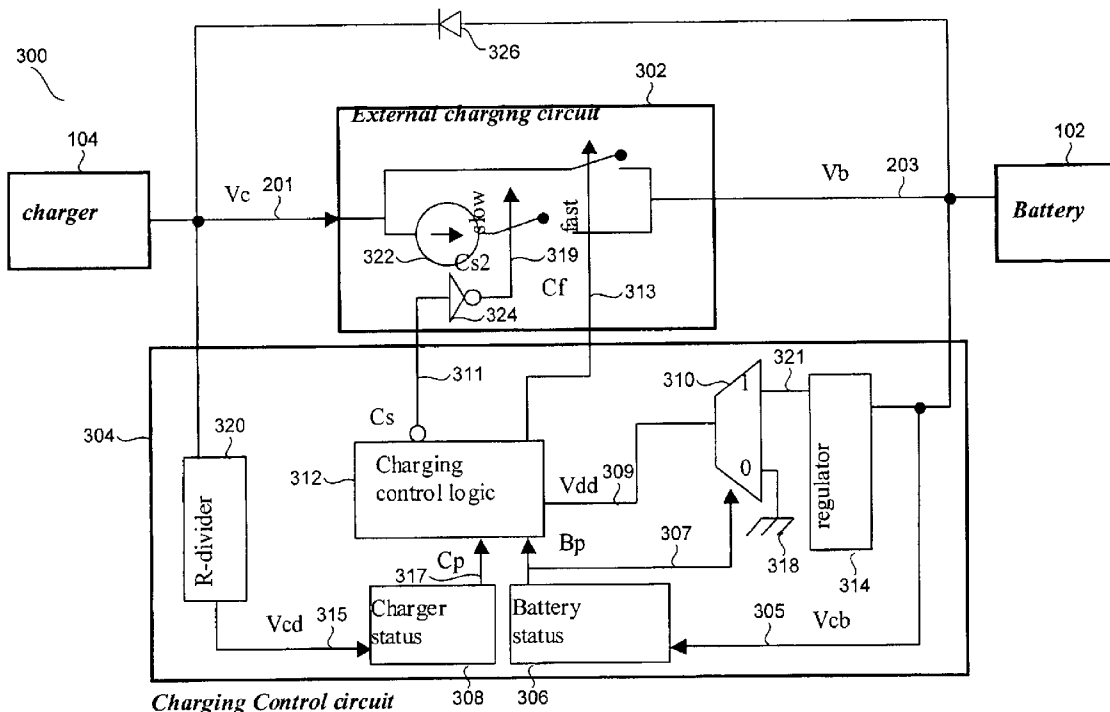 300
326
302
External charging circuit
104
charger
Vc
201
102
Battery
Vb
203
slow
fast
322
Cs2
319
Cf
313
324
311
Cs
304
320
R-divider
312
Charging
control logic
Vdd
309
310
1
0
321
regulator
318
314
Bp
307
Cp
317
Vcd
315
Charger
status
308
Battery
status
306
305
Vcb
Charging Control circuit